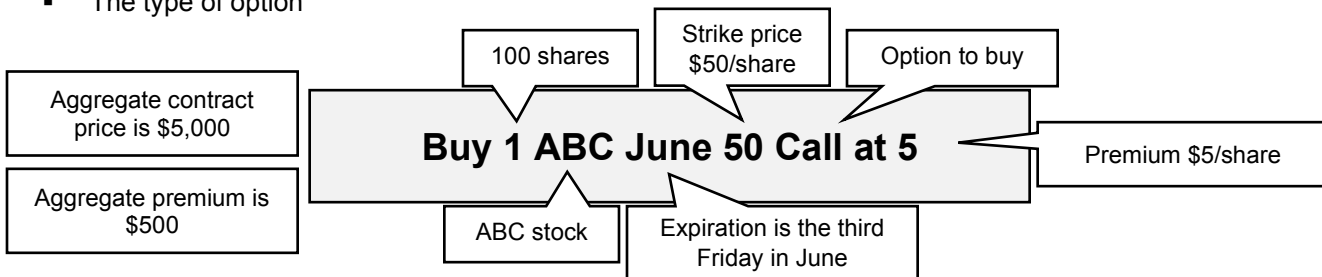 ▪ The type of option
100 shares
Strike price
$50/share
Option to buy
Aggregate contract
price is $5,000
Buy 1 ABC June 50 Call at 5
Premium $5/share
Aggregate premium is
$500
ABC stock
Expiration is the third
Friday in June